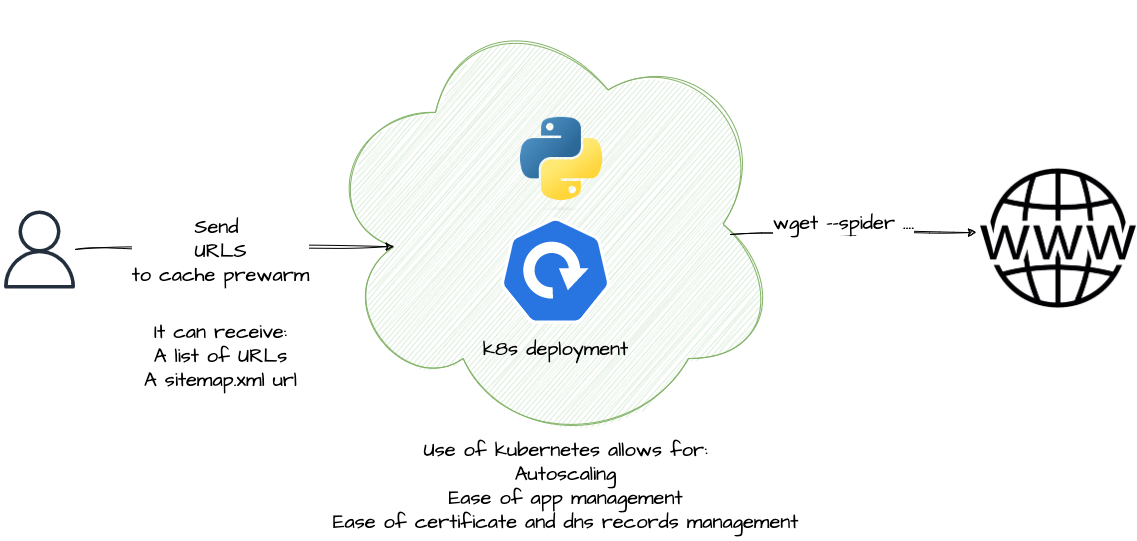 Send
URLS
to cache prewarm
It can receive:
A list of URLs
A sitemap.xml url
k8s deployment
Use of kubernetes allows for:
Autoscaling
Ease of app management
Ease of certificate and dns records management
wget --spider ....
WWW